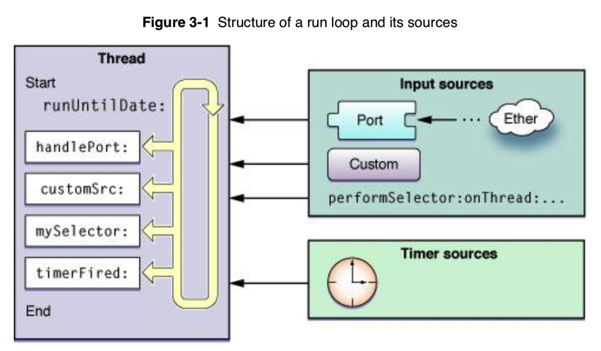 Figure 3-1 Structure of a run loop and its sources
Thread
Start
runUntilDate:
handlePort:
customSrc:
mySelector:
timerFired:
End
Input sources
Port
Ether
Custom
performSelector:onThread:...
Timer sources